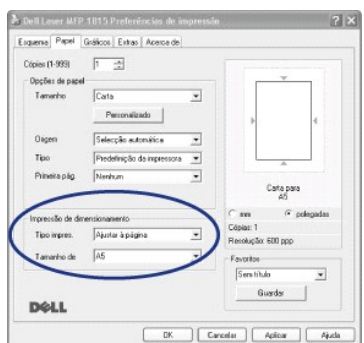 Dell Laser MFP 1815 Preferências de impressão
Esquema Papel Gráficos Extras Acerca de
Cópias (1-999) 1
Opções de papel
Tamanho Carta
Personalizado
Origem Selecção automática
Tipo Predefinição da impressora
Primeira pág. Nenhum
Impressão de dimensionamento
Tipo impres. Ajustar à página
Tamanho de A5
Carta para
A5
mm polegadas
Cópias: 1
Resolução: 600 ppp
Favoritos
Sem título
Guardar
DELL
OK Cancelar Aplicar Ajuda